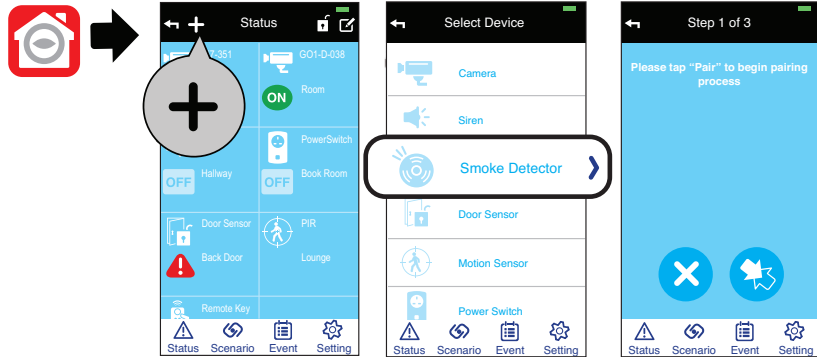 Status
7-351
GO1-D-038
ON
Room
PowerSwitch
OFF
Hallway
OFF
Book Room
Door Sensor
PIR
Back Door
Lounge
Remote Key
Status
Scenario
Event
Setting
Select Device
Camera
Siren
Smoke Detector
Door Sensor
Motion Sensor
Power Switch
Status
Scenario
Event
Setting
Step 1 of 3
Please tap “Pair” to begin pairing
process
Status
Scenario
Event
Setting